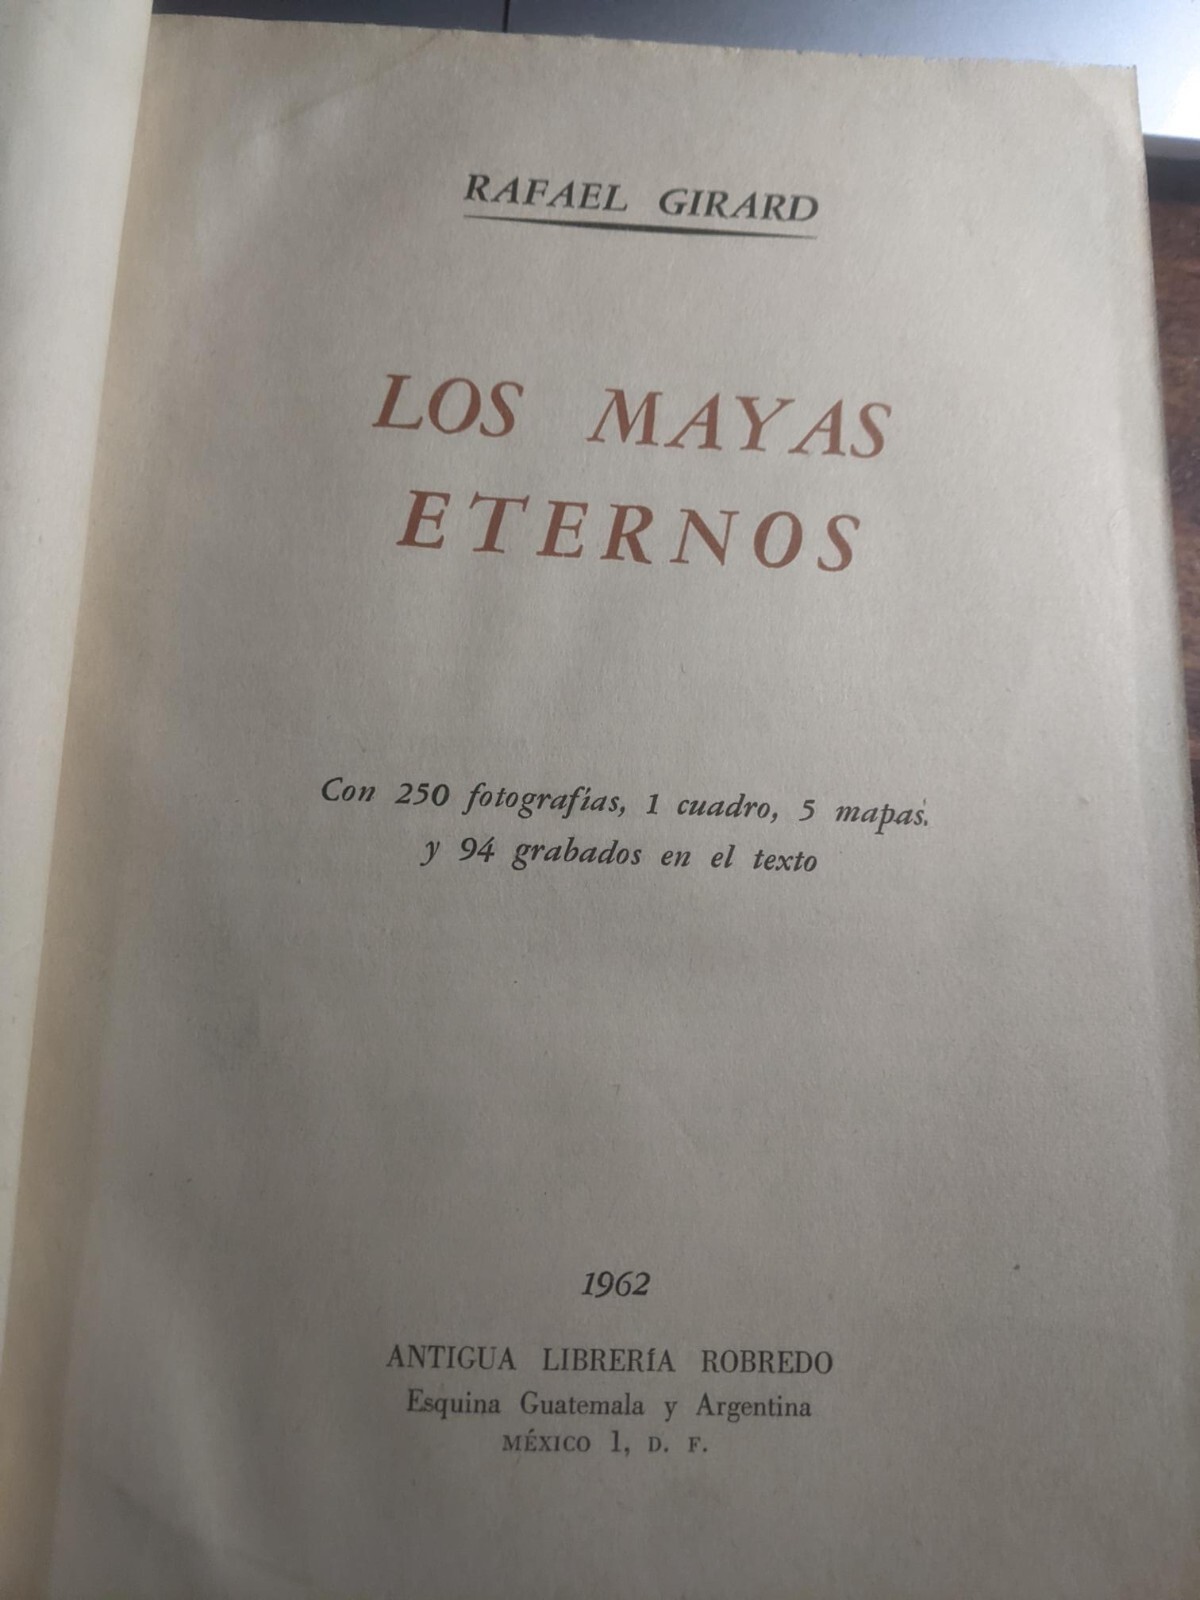 RAFAEL GIRARD
LOS MAYAS
ETERNOS
Con 250 fotografías, 1 cuadro, 5 mapas.
y 94 grabados en el texto
1962
ANTIGUA LIBRERÍA ROBREDO
Esquina Guatemala y Argentina
MÉXICO 1, D. F.